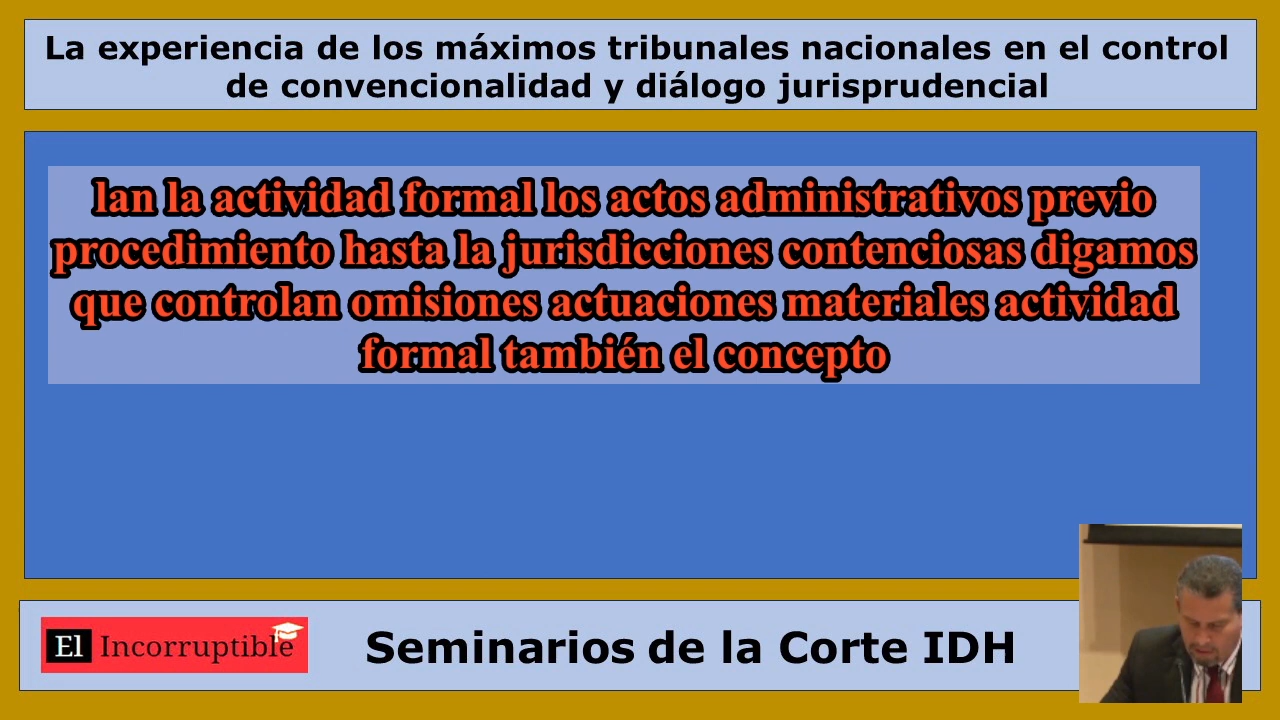 La experiencia de los máximos tribunales nacionales en el control
de convencionalidad y diálogo jurisprudencial
lan la actividad formal los actos administrativos previo
procedimiento hasta la jurisdicciones contenciosas digamos
que controlan omisiones actuaciones materiales actividad
formal también el concepto
El Incorruptible
Seminarios de la Corte IDH